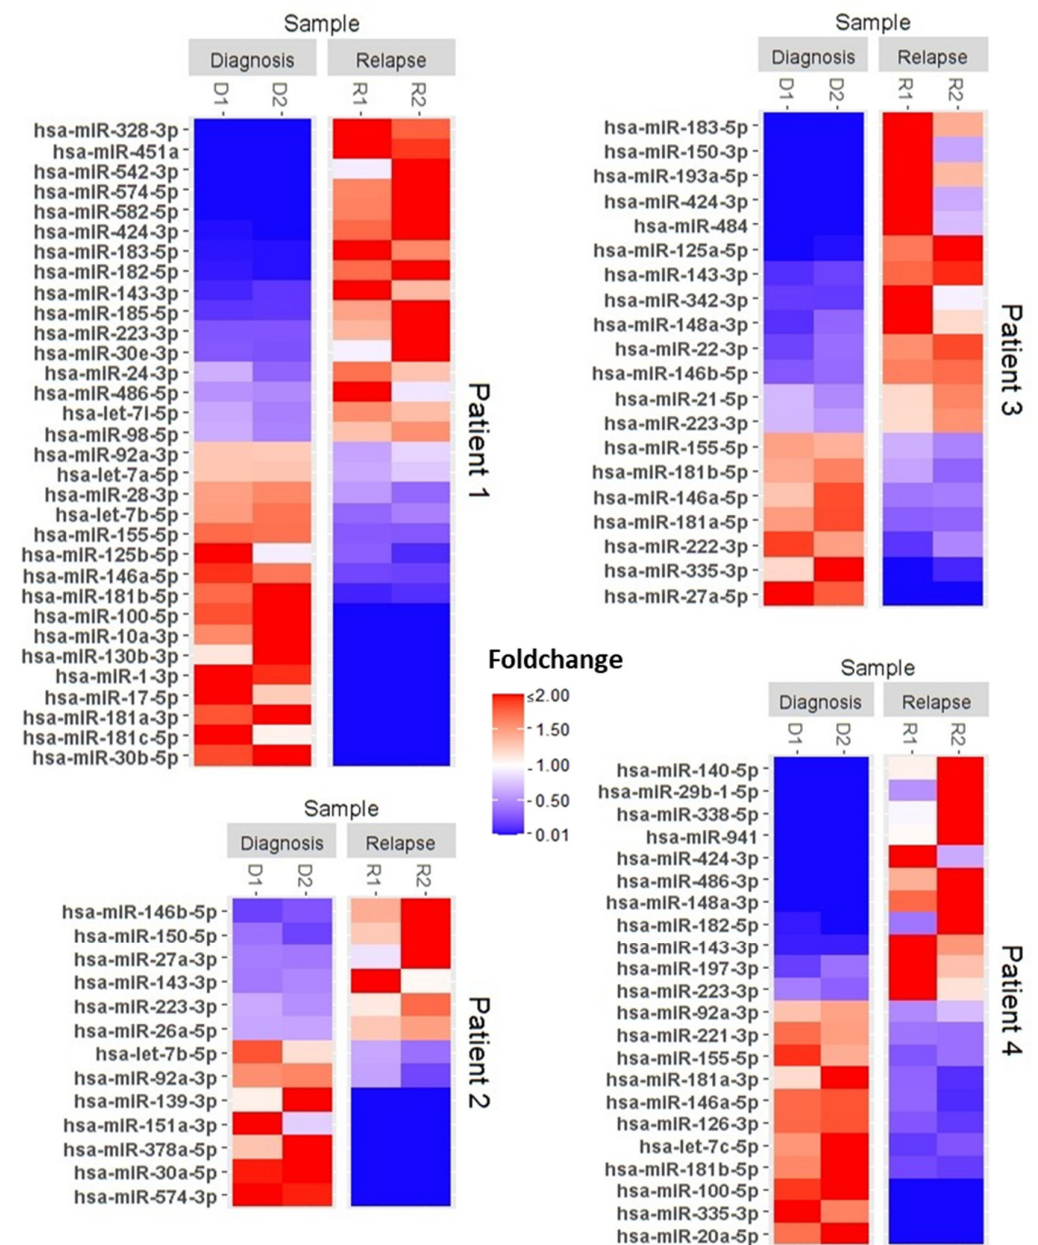 Sample
Diagnosis Relapse
D1 D2 R1 R2
hsa-miR-328-3p
hsa-miR-451a
hsa-miR-542-3p
hsa-miR-574-5p
hsa-miR-582-5p
hsa-miR-424-3p
hsa-miR-183-5p
hsa-miR-182-5p
hsa-miR-143-3p
hsa-miR-185-5p
hsa-miR-223-3p
hsa-miR-30e-3p
hsa-miR-24-3p
hsa-miR-486-5p
hsa-let-7i-5p
hsa-miR-98-5p
hsa-miR-92a-3p
hsa-let-7a-5p
hsa-miR-28-3p
hsa-let-7b-5p
hsa-miR-155-5p
hsa-miR-125b-5p
hsa-miR-146a-5p
hsa-miR-181b-5p
hsa-miR-100-5p
hsa-miR-10a-3p
hsa-miR-130b-3p
hsa-miR-1-3p
hsa-miR-17-5p
hsa-miR-181a-3p
hsa-miR-181c-5p
hsa-miR-30b-5p
Patient 1
Sample
Diagnosis Relapse
D1 D2 R1 R2
hsa-miR-183-5p
hsa-miR-150-3p
hsa-miR-193a-5p
hsa-miR-424-3p
hsa-miR-484
hsa-miR-125a-5p
hsa-miR-143-3p
hsa-miR-342-3p
hsa-miR-148a-3p
hsa-miR-22-3p
hsa-miR-146b-5p
hsa-miR-21-5p
hsa-miR-223-3p
hsa-miR-155-5p
hsa-miR-181b-5p
hsa-miR-146a-5p
hsa-miR-181a-5p
hsa-miR-222-3p
hsa-miR-335-3p
hsa-miR-27a-5p
Patient 3
Foldchange
≤2.00
1.50
1.00
0.50
0.01
Sample
Diagnosis Relapse
D1 D2 R1 R2
hsa-miR-146b-5p
hsa-miR-150-5p
hsa-miR-27a-3p
hsa-miR-143-3p
hsa-miR-223-3p
hsa-miR-26a-5p
hsa-let-7b-5p
hsa-miR-92a-3p
hsa-miR-139-3p
hsa-miR-151a-3p
hsa-miR-378a-5p
hsa-miR-30a-5p
hsa-miR-574-3p
Patient 2
Sample
Diagnosis Relapse
D1 D2 R1 R2
hsa-miR-140-5p
hsa-miR-29b-1-5p
hsa-miR-338-5p
hsa-miR-941
hsa-miR-424-3p
hsa-miR-486-3p
hsa-miR-148a-3p
hsa-miR-182-5p
hsa-miR-143-3p
hsa-miR-197-3p
hsa-miR-223-3p
hsa-miR-92a-3p
hsa-miR-221-3p
hsa-miR-155-5p
hsa-miR-181a-3p
hsa-miR-146a-5p
hsa-miR-126-3p
hsa-let-7c-5p
hsa-miR-181b-5p
hsa-miR-100-5p
hsa-miR-335-3p
hsa-miR-20a-5p
Patient 4